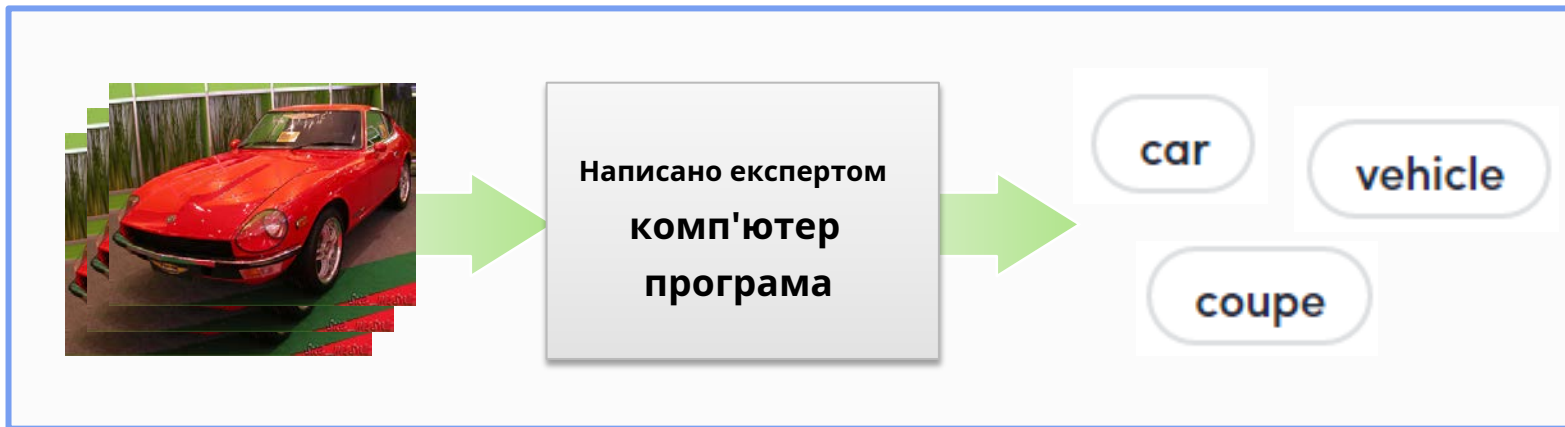 Написано експертом
комп'ютер
програма
car
vehicle
coupe